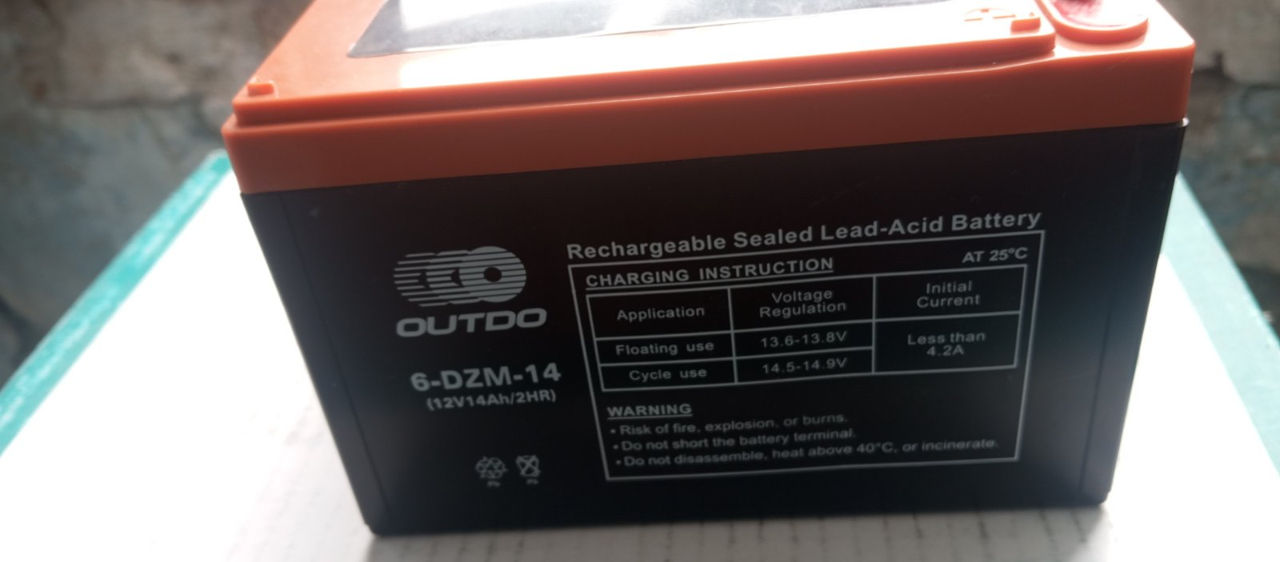 OUTDO
6-DZM-14
(12V14Ah/2HR)
Pb Pb
Rechargeable Sealed Lead-Acid Battery
CHARGING INSTRUCTION AT 25°C
Application Voltage Regulation Initial Current
Floating use 13.6-13.8V Less than 4.2A
Cycle use 14.5-14.9V
WARNING
• Risk of fire, explosion, or burns.
• Do not short the battery terminal.
• Do not disassemble, heat above 40°C, or incinerate.